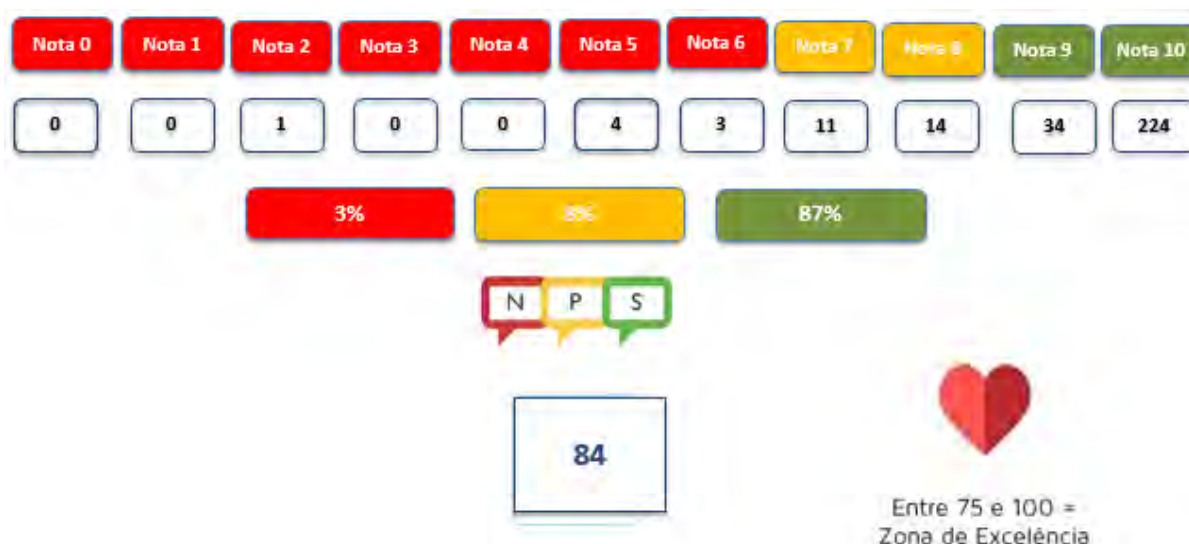 Nota 0 Nota 1 Nota 2 Nota 3 Nota 4 Nota 5 Nota 6 Nota 7 Nota 8 Nota 9 Nota 10
0 0 1 0 0 4 3 11 14 34 224
3% 8% 87%
N P S
84
Entre 75 e 100 =
Zona de Excelência